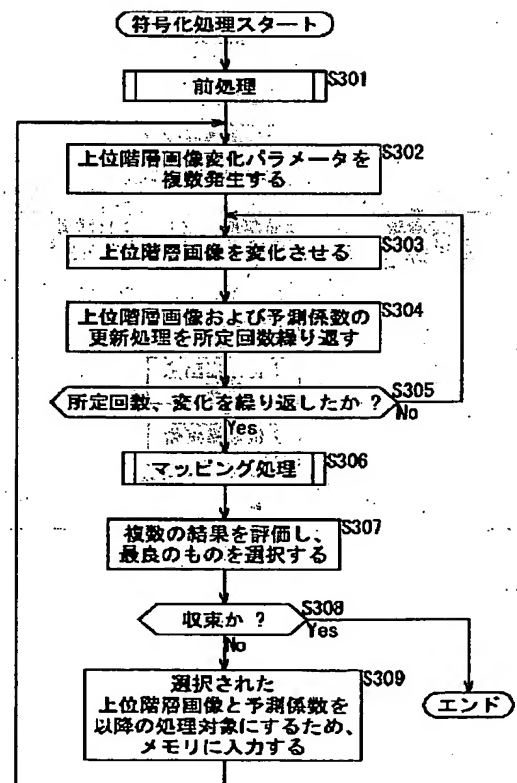 符号化処理スタート
前処理
S301
上位階層画像変化パラメータを
複数発生する
S302
上位階層画像を変化させる
S303
上位階層画像および予測係数の
更新処理を所定回数繰り返す
S304
所定回数、変化を繰り返したか ?
S305
No
Yes
マッピング処理
S306
複数の結果を評価し、
最良のものを選択する
S307
収束か ?
S308
Yes
No
選択された
上位階層画像と予測係数を
以降の処理対象にするため、
メモリに入力する
S309
エンド